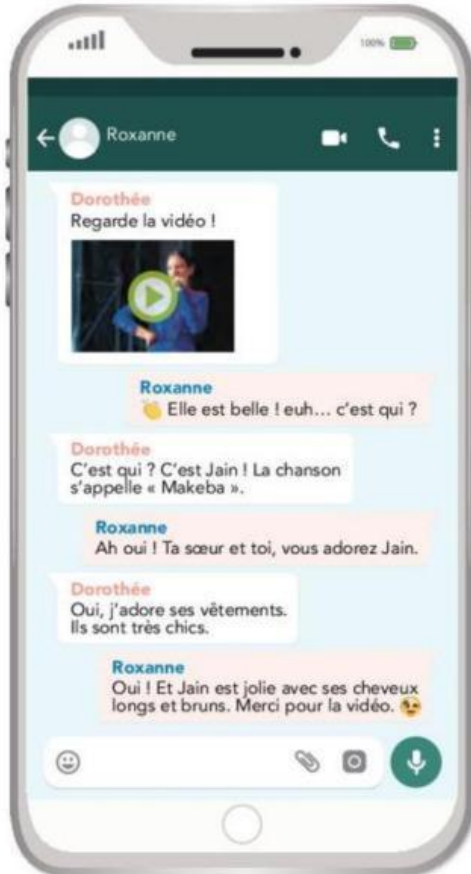 100%
Roxanne
Dorothée
Regarde la vidéo !
Roxanne
👏 Elle est belle ! euh... c'est qui ?
Dorothée
C'est qui ? C'est Jain ! La chanson
s'appelle « Makeba ».
Roxanne
Ah oui ! Ta sœur et toi, vous adorez Jain.
Dorothée
Oui, j'adore ses vêtements.
Ils sont très chics.
Roxanne
Oui ! Et Jain est jolie avec ses cheveux
longs et bruns. Merci pour la vidéo. 😉